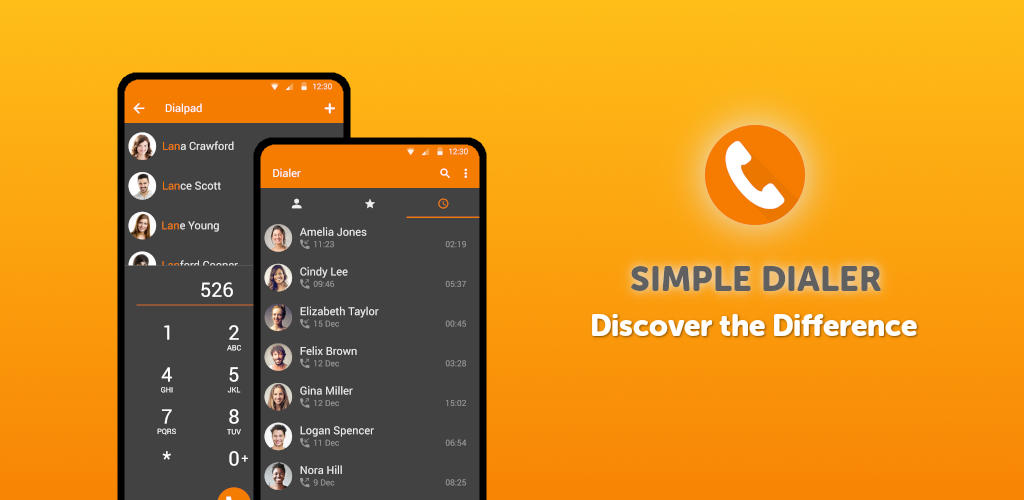 12:30
Dialpad
Lana Crawford
Lance Scott
Lane Young
Lanford Cooper
526
1
2
ABC
4
GHI
5
JKL
7
PQRS
8
TUV
*
0+
12:30
Dialer
Amelia Jones
11:23
02:19
Cindy Lee
09:46
05:37
Elizabeth Taylor
15 Dec
00:45
Felix Brown
12 Dec
03:28
Gina Miller
12 Dec
15:02
Logan Spencer
11 Dec
06:54
Nora Hill
9 Dec
08:25
SIMPLE DIALER
Discover the Difference